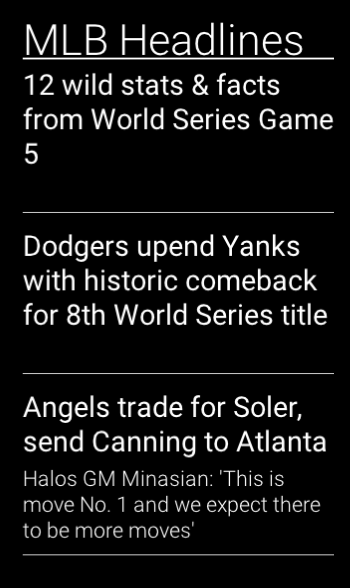 MLB Headlines
12 wild stats & facts
from World Series Game
5
Dodgers upend Yanks
with historic comeback
for 8th World Series title
Angels trade for Soler,
send Canning to Atlanta
Halos GM Minasian: 'This is
move No. 1 and we expect there
to be more moves'